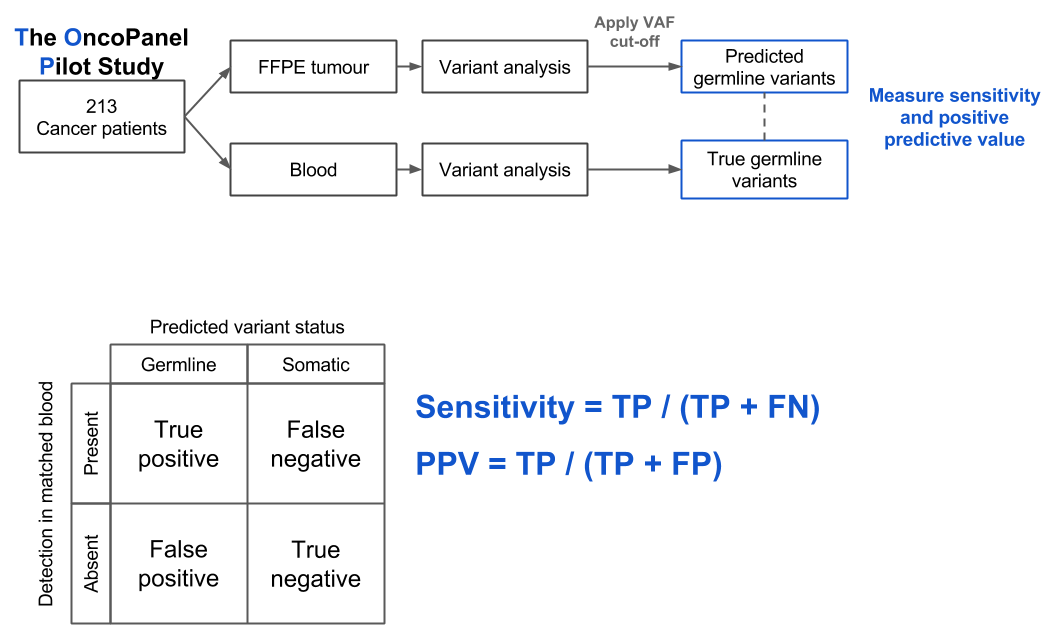 The OncoPanel
Pilot Study
213
Cancer patients
FFPE tumour
Variant analysis
Apply VAF
cut-off
Predicted
germline variants
Blood
Variant analysis
True germline
variants
Measure sensitivity
and positive
predictive value
Predicted variant status
Germline
Somatic
Detection in matched blood
Present
True
positive
False
negative
Absent
False
positive
True
negative
Sensitivity = TP / (TP + FN)
PPV = TP / (TP + FP)